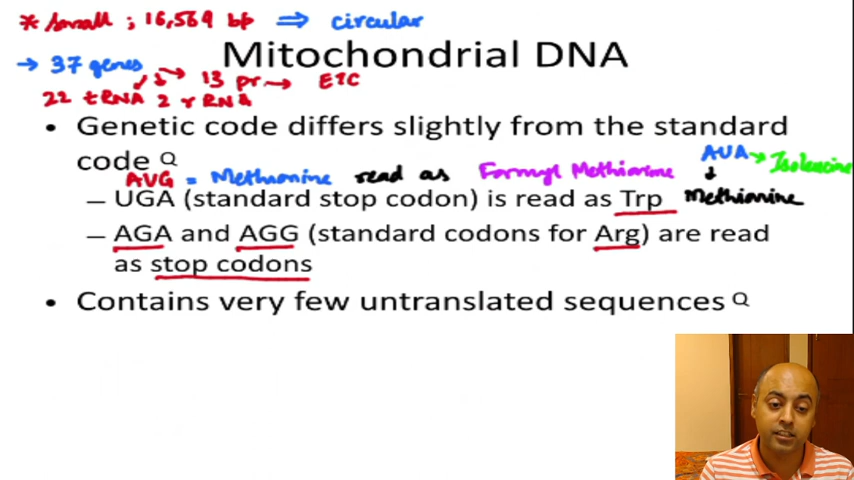 * small ; 16,569 bp ⇒ circular
Mitochondrial DNA
→ 37 genes → 13 pr → ETC
22 tRNA 2 rRNA
• Genetic code differs slightly from the standard
code Q
AUA → Isoleucine
AUG = Methionine read as Formyl Methionine
– UGA (standard stop codon) is read as Trp
Methionine
– AGA and AGG (standard codons for Arg) are read
as stop codons
• Contains very few untranslated sequences Q